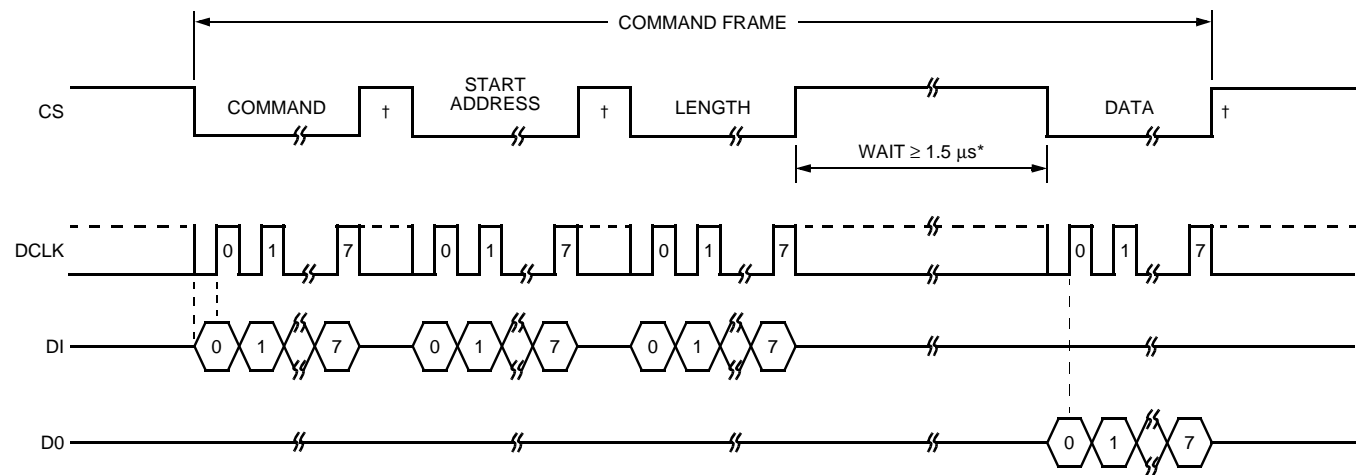 COMMAND FRAME
CS
COMMAND
†
START
ADDRESS
†
LENGTH
DATA
†
WAIT ≥ 1.5 μs*
DCLK
0 1 7 0 1 7 0 1 7 0 1 7
DI
0 1 7 0 1 7 0 1 7
D0
0 1 7